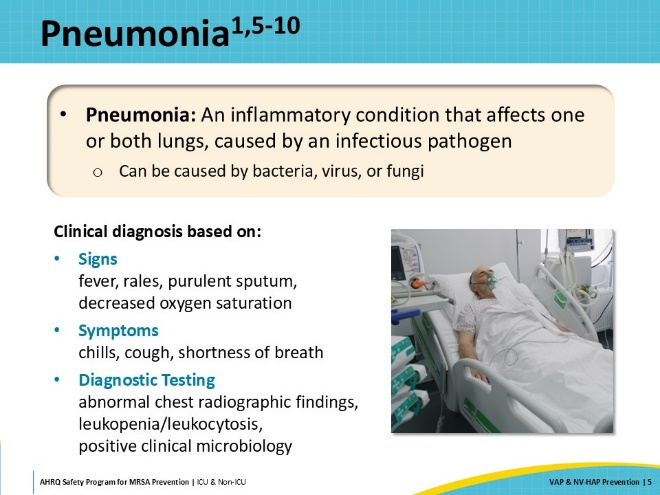 Pneumonia1,5-10
• Pneumonia: An inflammatory condition that affects one
or both lungs, caused by an infectious pathogen
o Can be caused by bacteria, virus, or fungi
Clinical diagnosis based on:
• Signs
fever, rales, purulent sputum,
decreased oxygen saturation
• Symptoms
chills, cough, shortness of breath
• Diagnostic Testing
abnormal chest radiographic findings,
leukopenia/leukocytosis,
positive clinical microbiology
AHRQ Safety Program for MRSA Prevention | ICU & Non-ICU
VAP & NV-HAP Prevention | 5